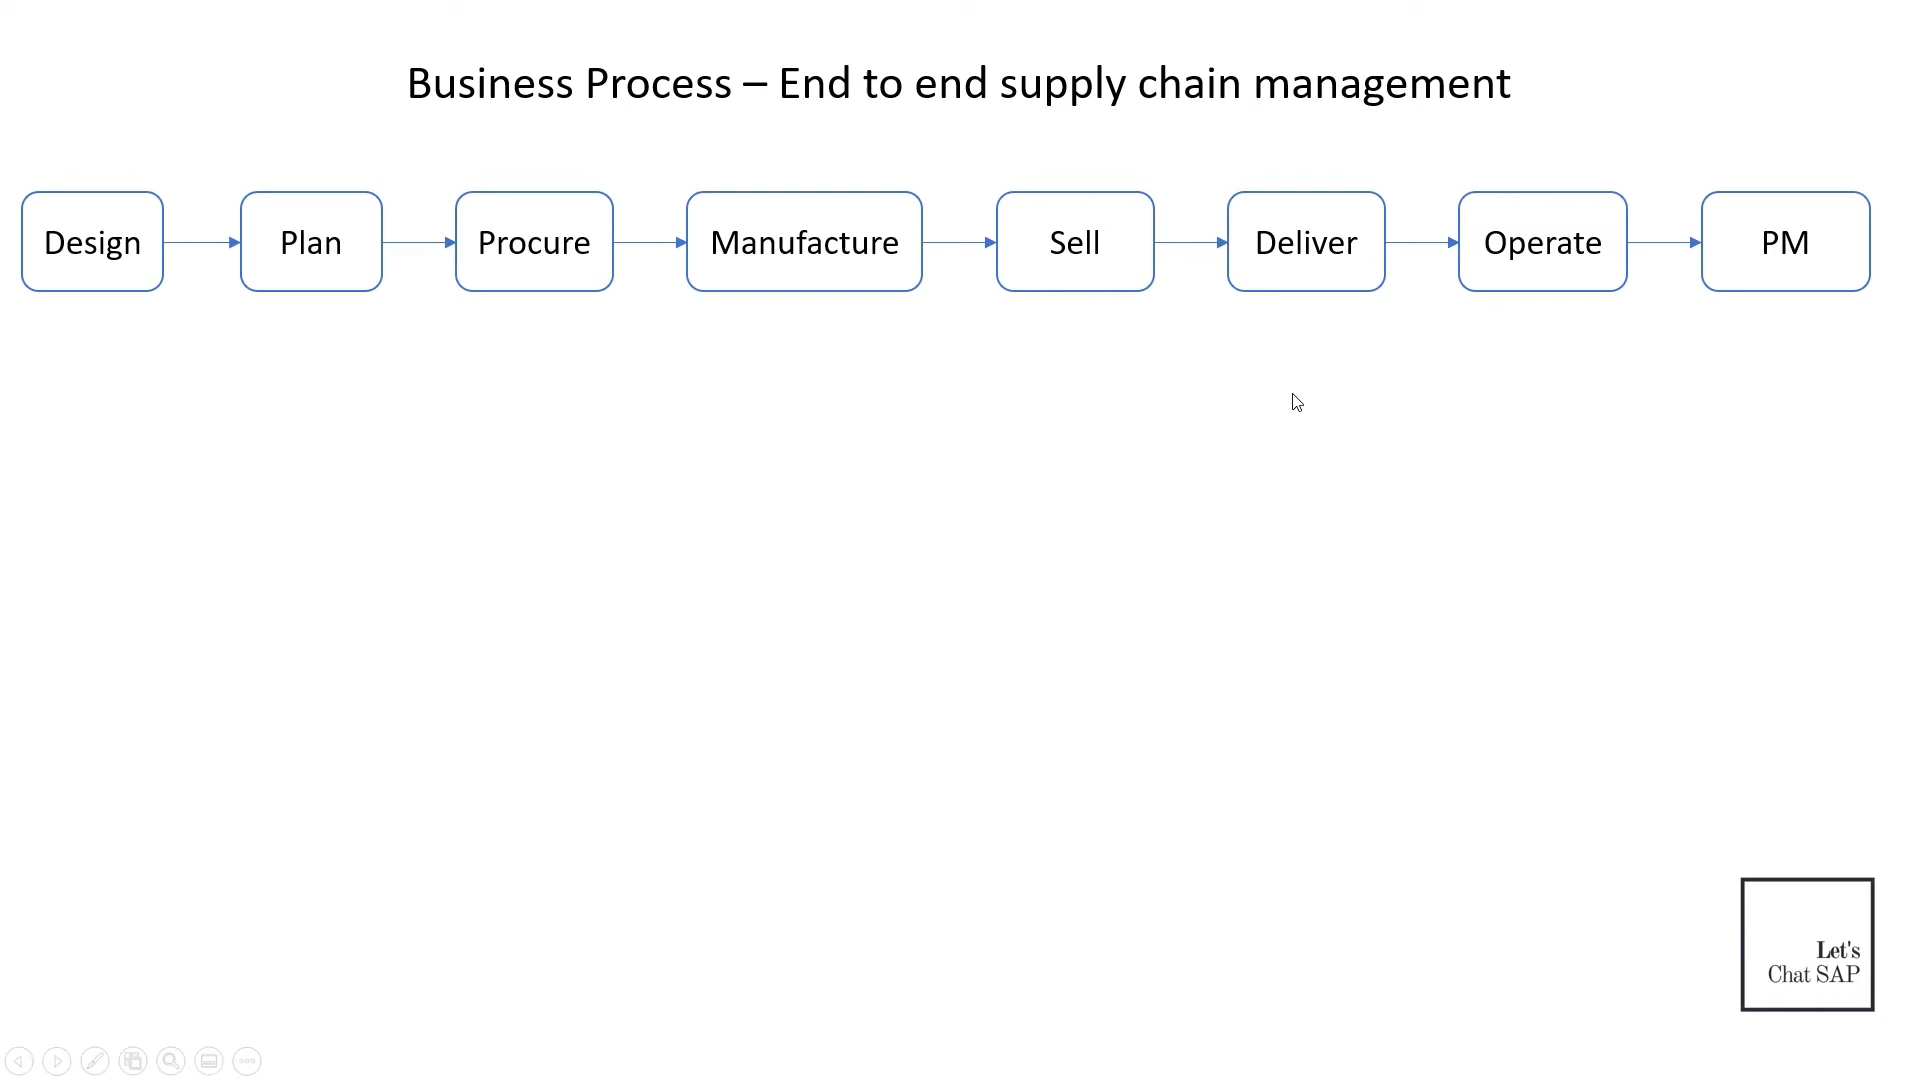 Business Process – End to end supply chain management
Design
Plan
Procure
Manufacture
Sell
Deliver
Operate
PM
Let's
Chat SAP